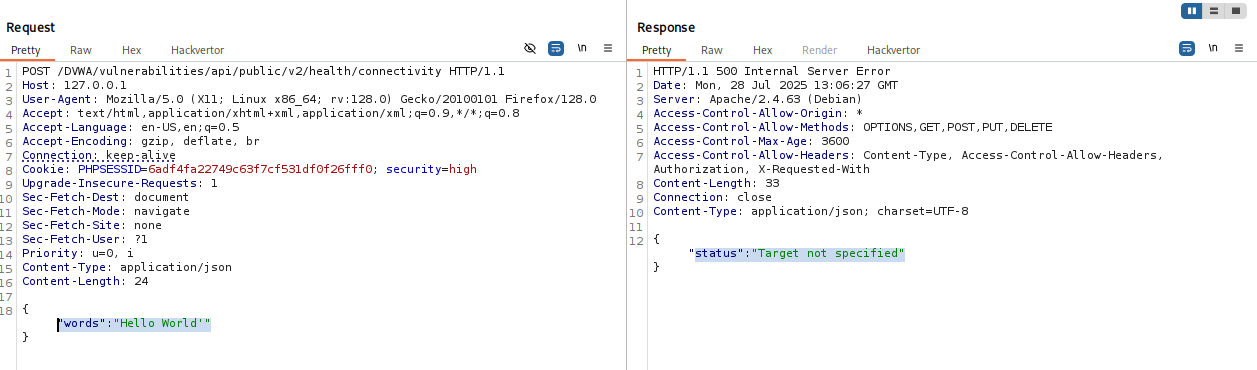 Request
Pretty Raw Hex Hackvertor \n
1 POST /DVWA/vulnerabilities/api/public/v2/health/connectivity HTTP/1.1
2 Host: 127.0.0.1
3 User-Agent: Mozilla/5.0 (X11; Linux x86_64; rv:128.0) Gecko/20100101 Firefox/128.0
4 Accept: text/html,application/xhtml+xml,application/xml;q=0.9,*/*;q=0.8
5 Accept-Language: en-US,en;q=0.5
6 Accept-Encoding: gzip, deflate, br
7 Connection: keep-alive
8 Cookie: PHPSESSID=6adf4fa22749c63f7cf531df0f26fff0; security=high
9 Upgrade-Insecure-Requests: 1
10 Sec-Fetch-Dest: document
11 Sec-Fetch-Mode: navigate
12 Sec-Fetch-Site: none
13 Sec-Fetch-User: ?1
14 Priority: u=0, i
15 Content-Type: application/json
16 Content-Length: 24
17
18 {
"words":"Hello World'"
}
Response
Pretty Raw Hex Render Hackvertor \n
1 HTTP/1.1 500 Internal Server Error
2 Date: Mon, 28 Jul 2025 13:06:27 GMT
3 Server: Apache/2.4.63 (Debian)
4 Access-Control-Allow-Origin: *
5 Access-Control-Allow-Methods: OPTIONS,GET,POST,PUT,DELETE
6 Access-Control-Max-Age: 3600
7 Access-Control-Allow-Headers: Content-Type, Access-Control-Allow-Headers,
Authorization, X-Requested-With
8 Content-Length: 33
9 Connection: close
10 Content-Type: application/json; charset=UTF-8
11
12 {
"status":"Target not specified"
}